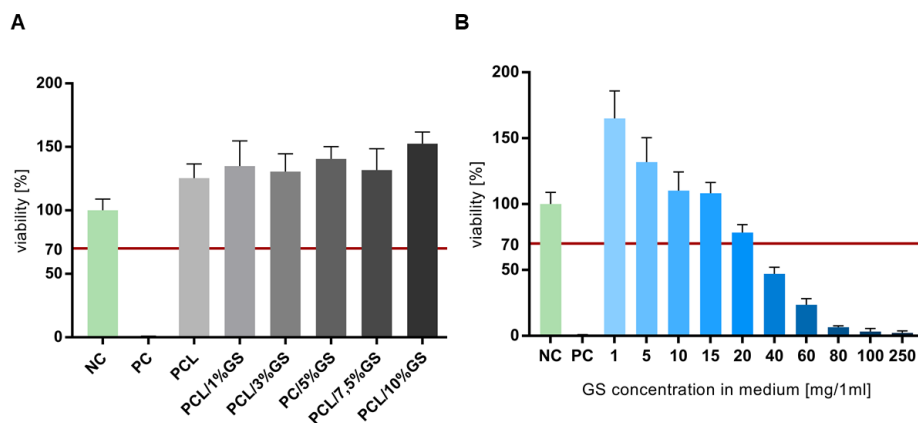 A
viability [%]
200
150
100
70
50
0
NC
PC
PCL
PCL/1%GS
PCL/3%GS
PC/5%GS
PCL/7,5%GS
PCL/10%GS
B
viability [%]
200
150
100
70
50
0
NC PC 1 5 10 15 20 40 60 80 100 250
GS concentration in medium [mg/1ml]